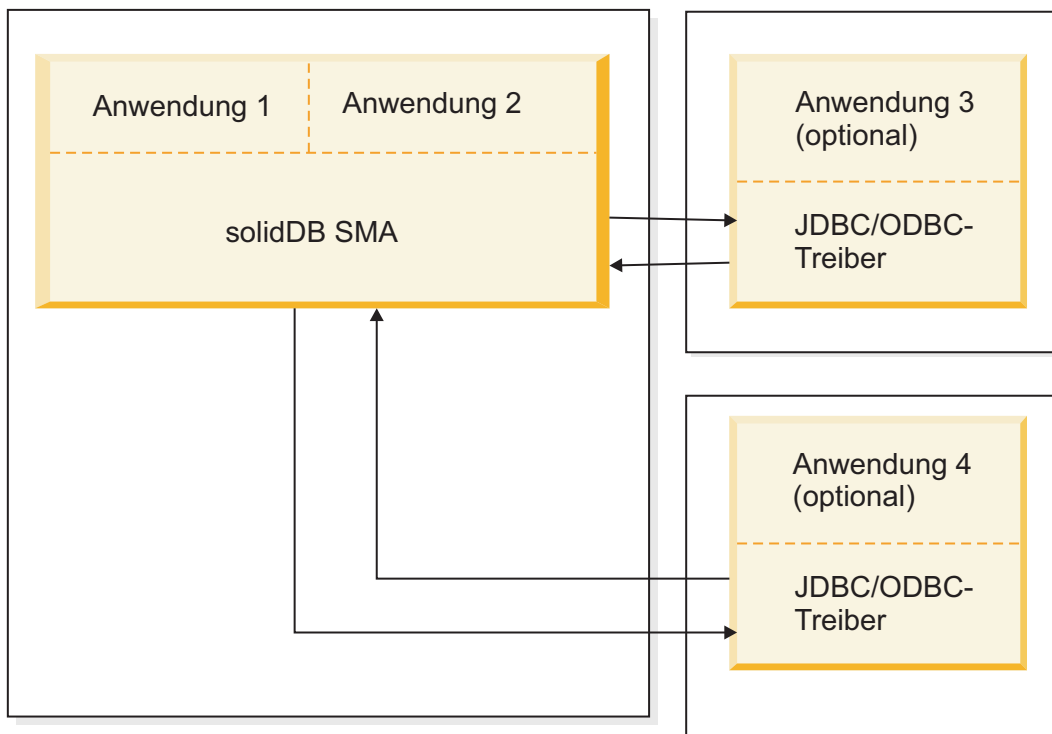 Anwendung 1
Anwendung 2
solidDB SMA
Anwendung 3
(optional)
JDBC/ODBC-
Treiber
Anwendung 4
(optional)
JDBC/ODBC-
Treiber